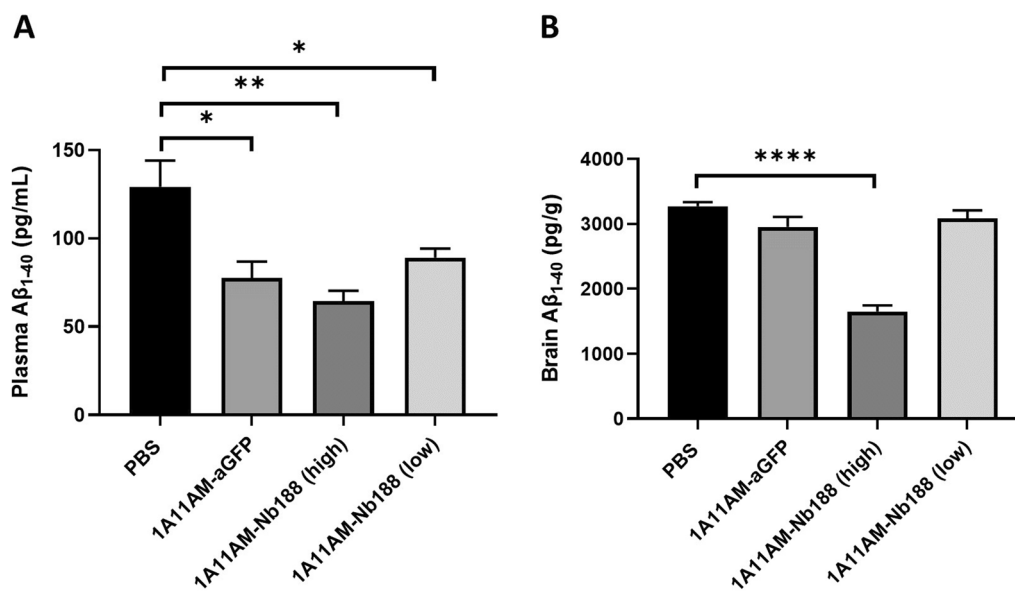 A
*
**
*
Plasma Aβ1-40 (pg/mL)
150
100
50
0
PBS
1A11AM-aGFP
1A11AM-Nb188 (high)
1A11AM-Nb188 (low)
B
****
Brain Aβ1-40 (pg/g)
4000
3000
2000
1000
0
PBS
1A11AM-aGFP
1A11AM-Nb188 (high)
1A11AM-Nb188 (low)